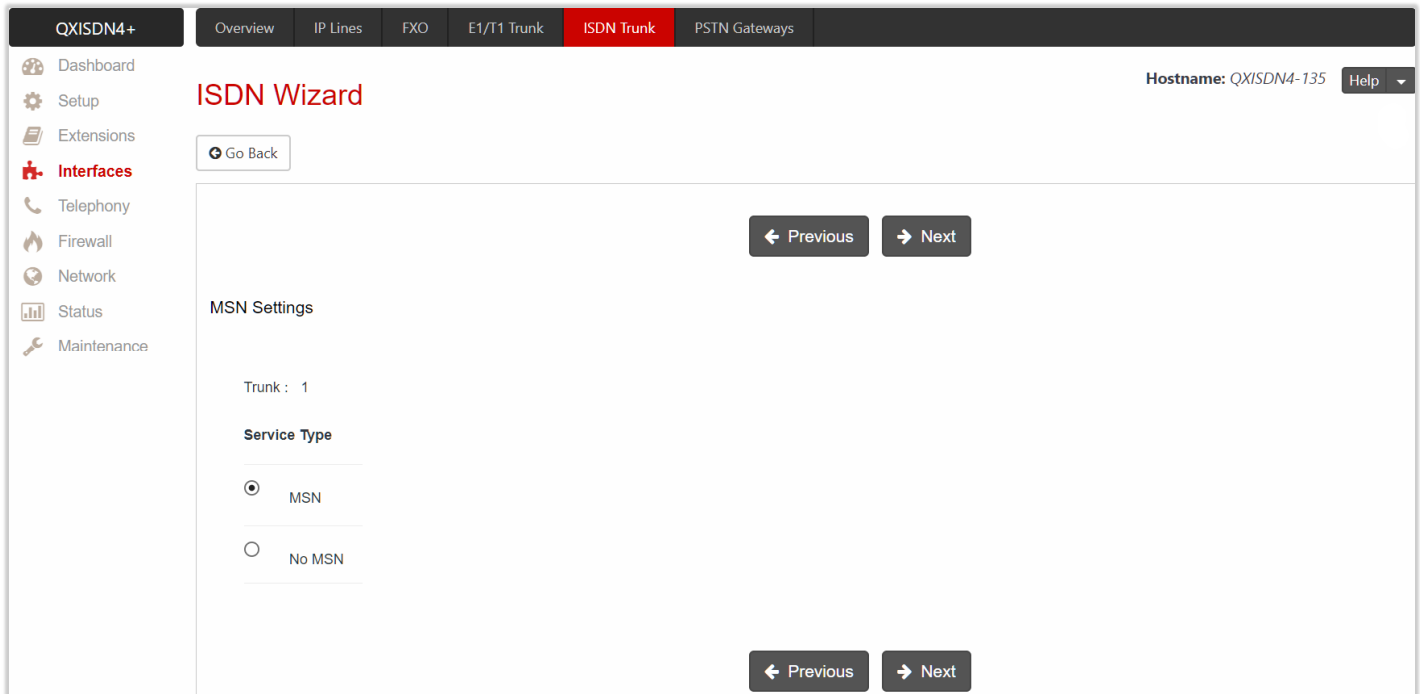 QXISDN4+
Overview IP Lines FXO E1/T1 Trunk ISDN Trunk PSTN Gateways
Dashboard
Setup
Extensions
Interfaces
Telephony
Firewall
Network
Status
Maintenance
Hostname: QXISDN4-135 Help
ISDN Wizard
Go Back
Previous Next
MSN Settings
Trunk : 1
Service Type
MSN
No MSN
Previous Next